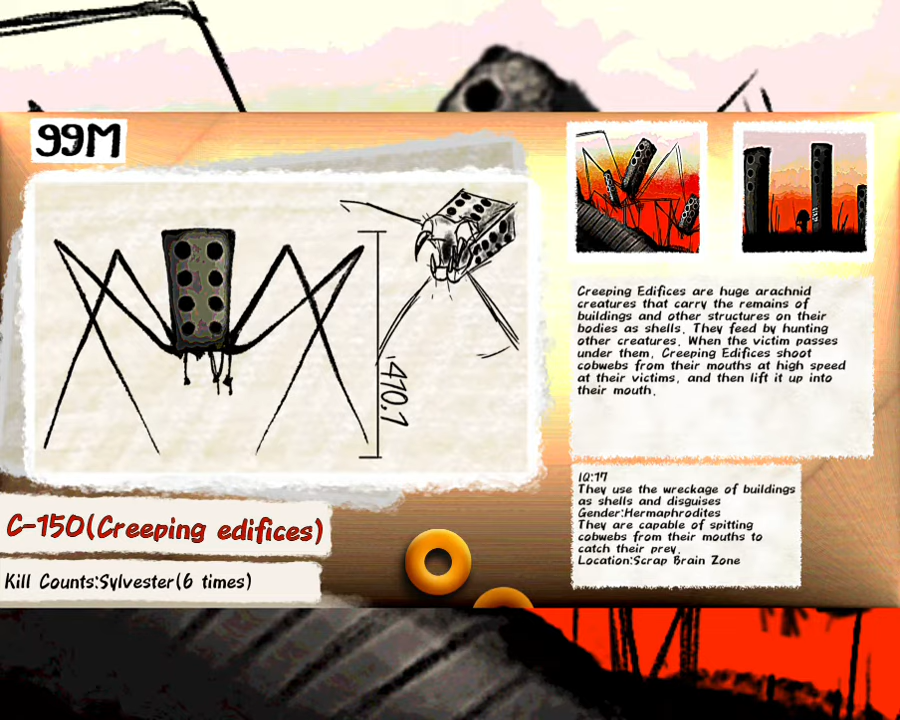 99M
470.1
Creeping Edifices are huge arachnid
creatures that carry the remains of
buildings and other structures on their
bodies as shells. They feed by hunting
other creatures. When the victim passes
under them, Creeping Edifices shoot
cobwebs from their mouths at high speed
at their victims, and then lift it up into
their mouth.
IQ:17
They use the wreckage of buildings
as shells and disguises
Gender:Hermaphrodites
They are capable of spitting
cobwebs from their mouths to
catch their prey.
Location:Scrap Brain Zone
C-150(Creeping edifices)
Kill Counts:Sylvester(6 times)